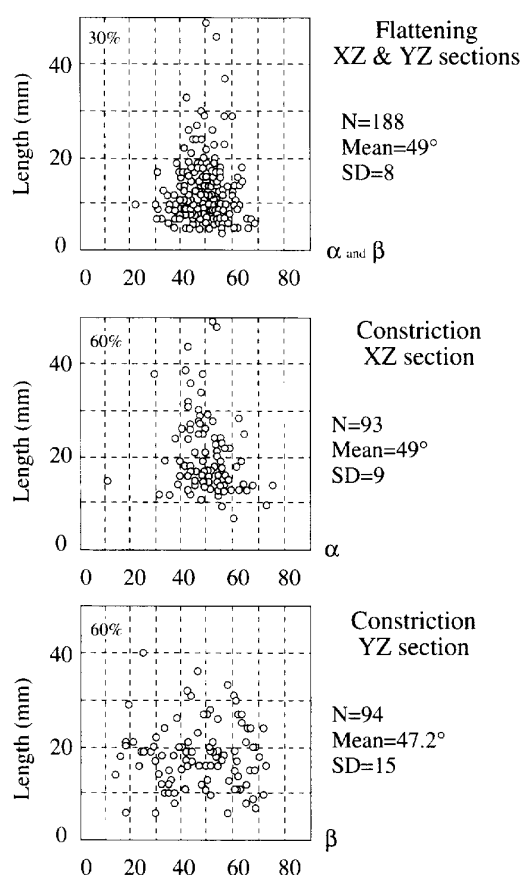 Flattening
XZ & YZ sections
30%
N=188
Mean=49°
SD=8
Length (mm)
40
20
0
0 20 40 60 80
α and β
Constriction
XZ section
60%
N=93
Mean=49°
SD=9
Length (mm)
40
20
0
0 20 40 60 80
α
Constriction
YZ section
60%
N=94
Mean=47.2°
SD=15
Length (mm)
40
20
0
0 20 40 60 80
β